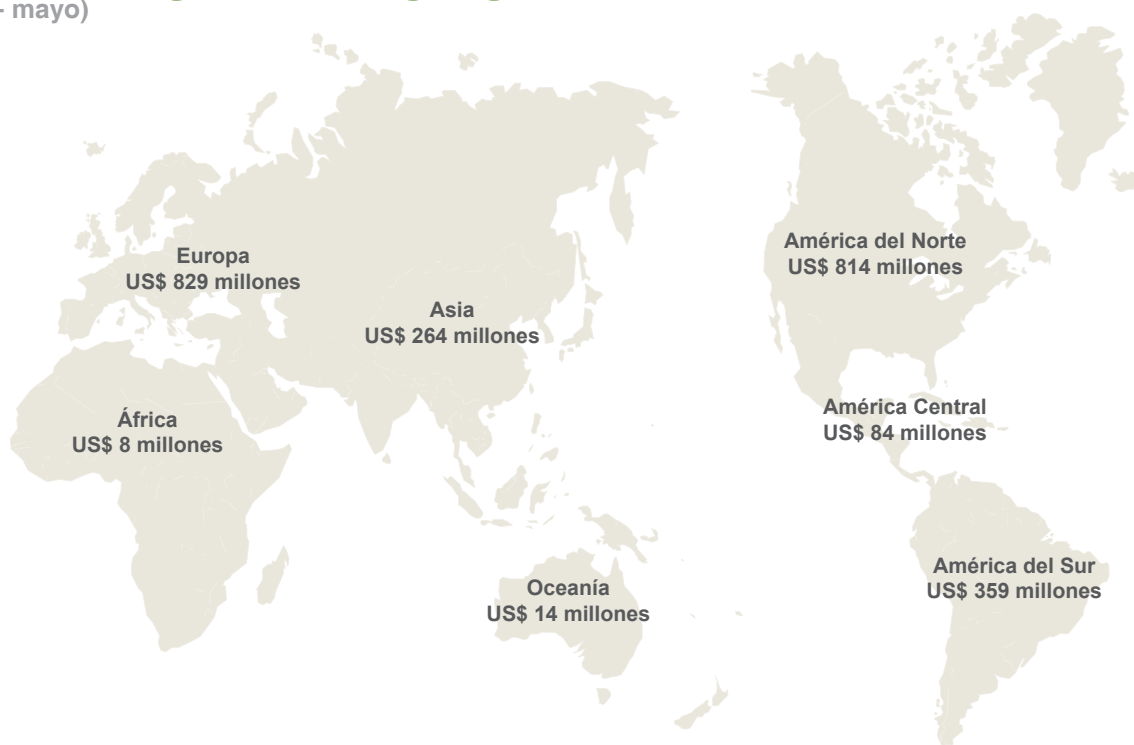 - mayo)
Europa
US$ 829 millones
Asia
US$ 264 millones
África
US$ 8 millones
Oceanía
US$ 14 millones
América del Norte
US$ 814 millones
América Central
US$ 84 millones
América del Sur
US$ 359 millones